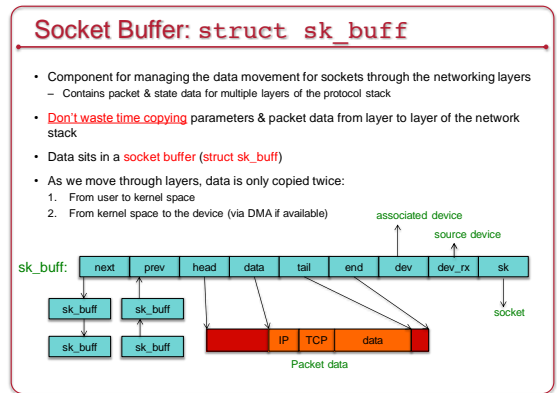 Socket Buffer: struct sk_buff
• Component for managing the data movement for sockets through the networking layers
– Contains packet & state data for multiple layers of the protocol stack
• Don't waste time copying parameters & packet data from layer to layer of the network
stack
• Data sits in a socket buffer (struct sk_buff)
• As we move through layers, data is only copied twice:
1. From user to kernel space
2. From kernel space to the device (via DMA if available)
associated device
source device
sk_buff: next prev head data tail end dev dev_rx sk
sk_buff sk_buff
socket
sk_buff sk_buff
IP TCP data
Packet data